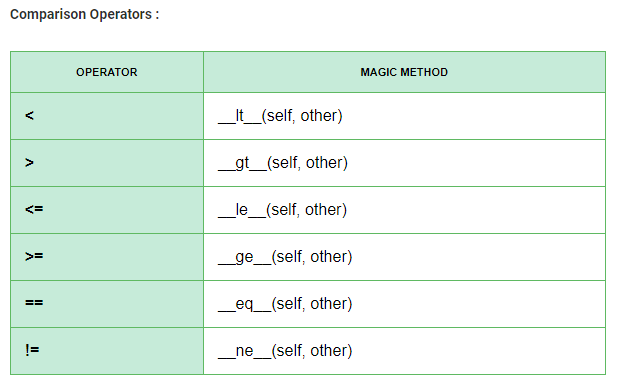 Comparison Operators :
OPERATOR MAGIC METHOD
< __lt__(self, other)
> __gt__(self, other)
<= __le__(self, other)
>= __ge__(self, other)
== __eq__(self, other)
!= __ne__(self, other)